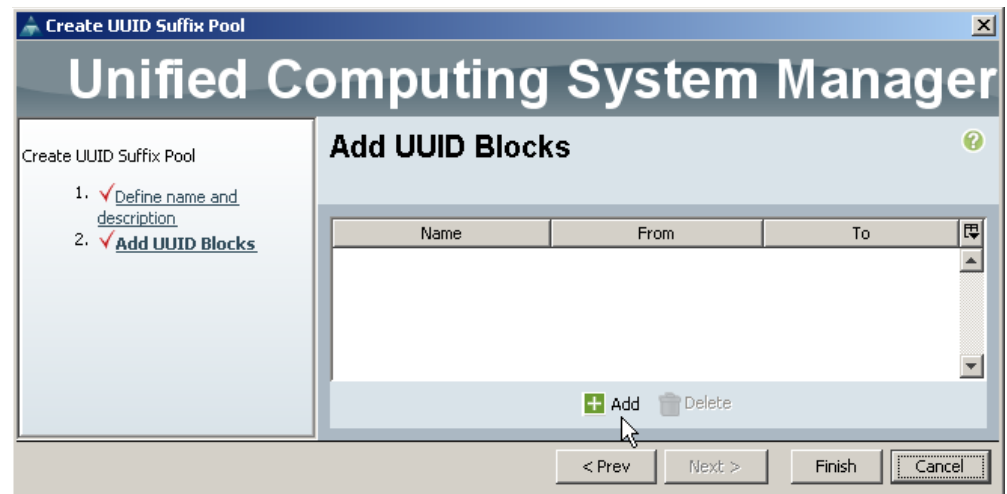 Create UUID Suffix Pool
Unified Computing System Manager
Create UUID Suffix Pool
1. Define name and
description
2. Add UUID Blocks
Add UUID Blocks
?
Name From To
Add Delete
< Prev Next > Finish Cancel